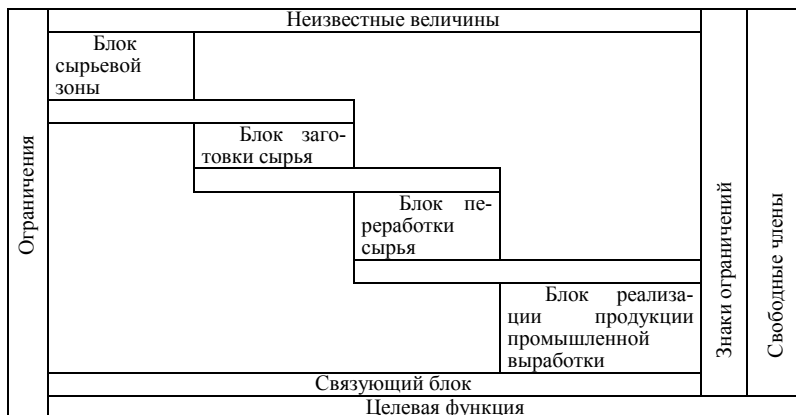 Неизвестные величины
Блок
сырьевой
зоны
Блок заго-
товки сырья
Блок пе-
реработки
сырья
Блок реализа-
ции продукции
промышленной
выработки
Связующий блок
Целевая функция
Ограничения
Знаки ограничений
Свободные члены